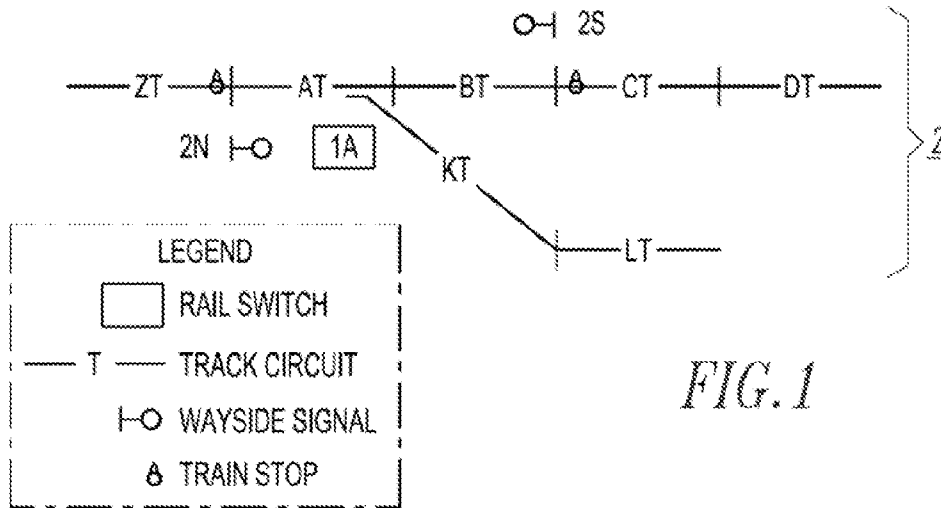 2S
ZT AT BT CT DT
2N 1A
KT
2
LT
LEGEND
RAIL SWITCH
T TRACK CIRCUIT
WAYSIDE SIGNAL
TRAIN STOP
FIG. 1